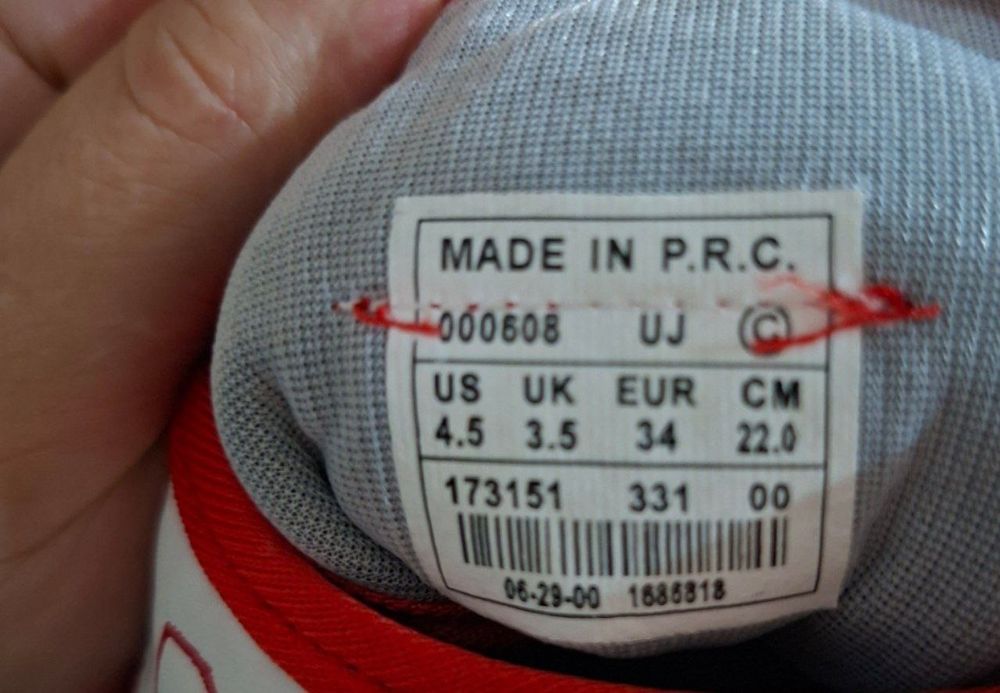 MADE IN P.R.C.
000608 UJ ©
US UK EUR CM
4.5 3.5 34 22.0
173151 331 00
06-29-00 1686818